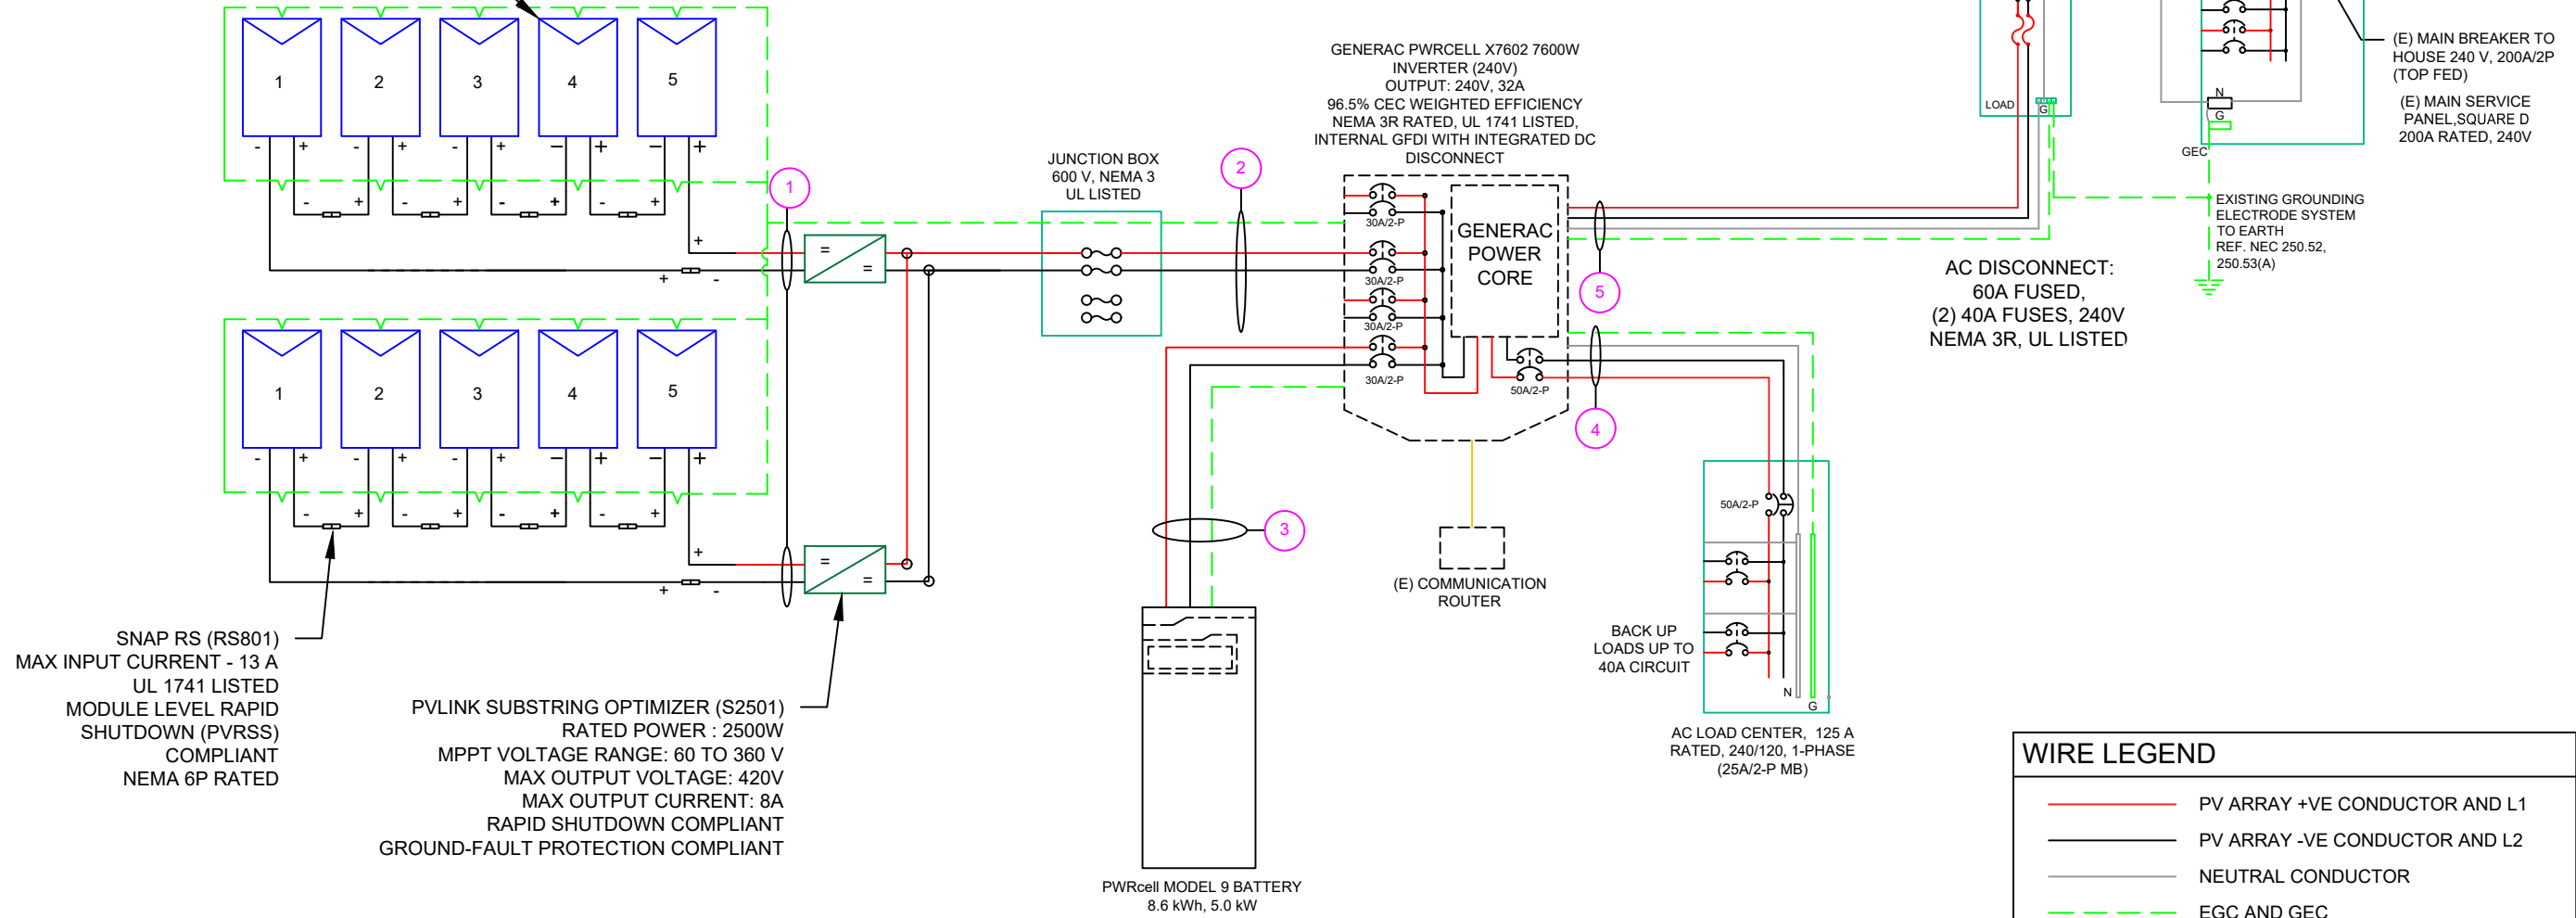 1 2 3 4 5
- + - + - + − + − +
- + - + - + - +
+
+ -
1
1 2 3 4 5
- + - + - + − + − +
- + - + - + - +
+
+ -
=
=
=
=
SNAP RS (RS801)
MAX INPUT CURRENT - 13 A
UL 1741 LISTED
MODULE LEVEL RAPID
SHUTDOWN (PVRSS)
COMPLIANT
NEMA 6P RATED
PVLINK SUBSTRING OPTIMIZER (S2501)
RATED POWER : 2500W
MPPT VOLTAGE RANGE: 60 TO 360 V
MAX OUTPUT VOLTAGE: 420V
MAX OUTPUT CURRENT: 8A
RAPID SHUTDOWN COMPLIANT
GROUND-FAULT PROTECTION COMPLIANT
JUNCTION BOX
600 V, NEMA 3
UL LISTED
2
GENERAC PWRCELL X7602 7600W
INVERTER (240V)
OUTPUT: 240V, 32A
96.5% CEC WEIGHTED EFFICIENCY
NEMA 3R RATED, UL 1741 LISTED,
INTERNAL GFDI WITH INTEGRATED DC
DISCONNECT
30A/2-P
30A/2-P
30A/2-P
30A/2-P
GENERAC
POWER
CORE
50A/2-P
5
4
3
(E) COMMUNICATION
ROUTER
PWRcell MODEL 9 BATTERY
8.6 kWh, 5.0 kW
50A/2-P
BACK UP
LOADS UP TO
40A CIRCUIT
N
G
AC LOAD CENTER, 125 A
RATED, 240/120, 1-PHASE
(25A/2-P MB)
LOAD
G
AC DISCONNECT:
60A FUSED,
(2) 40A FUSES, 240V
NEMA 3R, UL LISTED
N
G
GEC
(E) MAIN BREAKER TO
HOUSE 240 V, 200A/2P
(TOP FED)
(E) MAIN SERVICE
PANEL,SQUARE D
200A RATED, 240V
EXISTING GROUNDING
ELECTRODE SYSTEM
TO EARTH
REF. NEC 250.52,
250.53(A)
WIRE LEGEND
PV ARRAY +VE CONDUCTOR AND L1
PV ARRAY -VE CONDUCTOR AND L2
NEUTRAL CONDUCTOR
EGC AND GEC